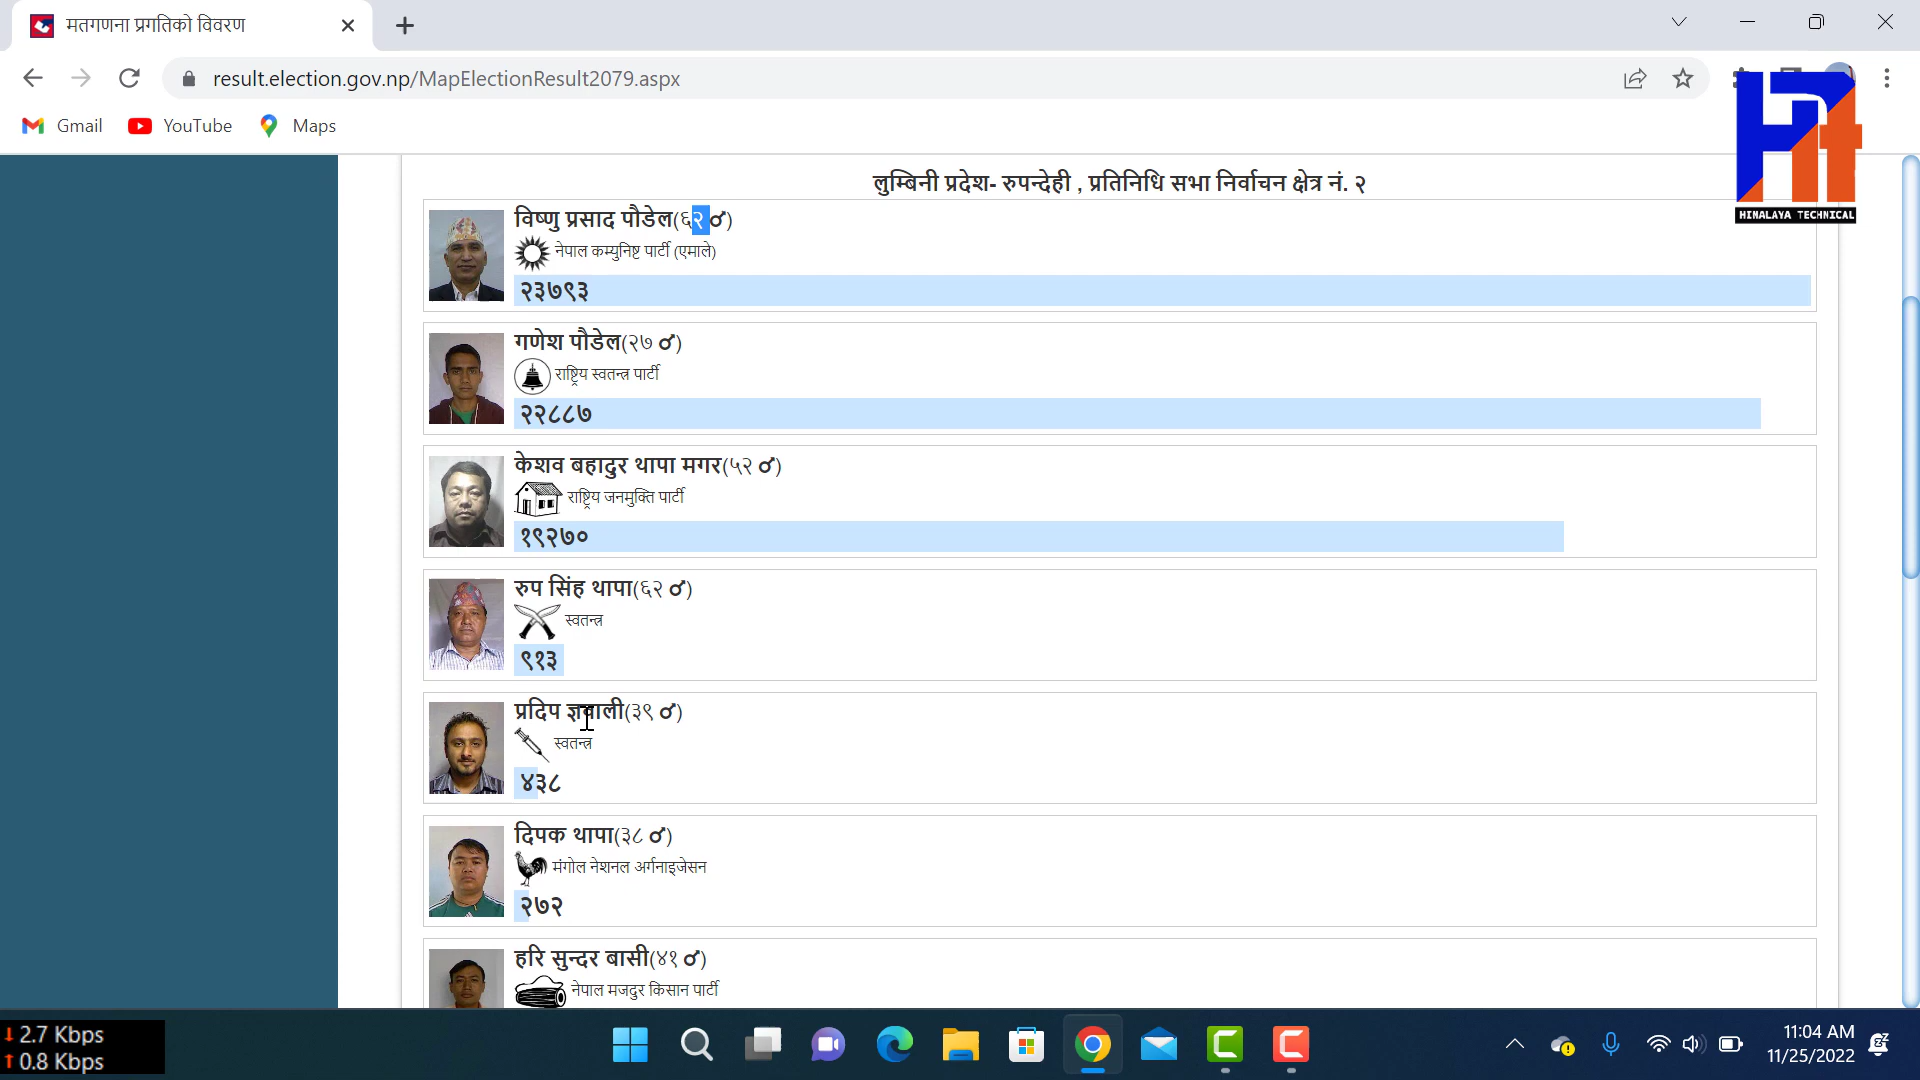 मतगणना प्रगतिको विवरण
result.election.gov.np/MapElectionResult2079.aspx
Gmail YouTube Maps
HIMALAYA TECHNICAL
लुम्बिनी प्रदेश- रुपन्देही , प्रतिनिधि सभा निर्वाचन क्षेत्र नं. २
विष्णु प्रसाद पौडेल(६२ ♂)
नेपाल कम्युनिष्ट पार्टी (एमाले)
२३७९३
गणेश पौडेल(२७ ♂)
राष्ट्रिय स्वतन्त्र पार्टी
२२८८७
केशव बहादुर थापा मगर(५२ ♂)
राष्ट्रिय जनमुक्ति पार्टी
१९२७०
रुप सिंह थापा(६२ ♂)
स्वतन्त्र
९१३
प्रदिप ज्ञवाली(३९ ♂)
स्वतन्त्र
४३८
दिपक थापा(३८ ♂)
मंगोल नेशनल अर्गनाइजेसन
२७२
हरि सुन्दर बासी(४१ ♂)
नेपाल मजदुर किसान पार्टी
2.7 Kbps
0.8 Kbps
11:04 AM
11/25/2022